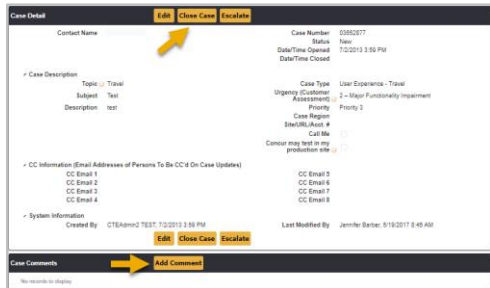 Case Detail Edit Close Case Escalate
Contact Name Case Number 03952877
Status New
Date/Time Opened 7/2/2013 3:59 PM
Date/Time Closed
Case Description
Topic Travel Case Type User Experience - Travel
Subject Test Urgency (Customer Assessment) 2 – Major Functionality Impairment
Description test Priority Priority 3
Case Region
Site/URL/Acct. #
Call Me
Concur may test in my production site
CC Information (Email Addresses of Persons To Be CC'd On Case Updates)
CC Email 1 CC Email 5
CC Email 2 CC Email 6
CC Email 3 CC Email 7
CC Email 4 CC Email 8
System Information
Created By CTEAdmin2 TEST, 7/2/2013 3:59 PM Last Modified By Jennifer Barber, 5/19/2017 8:45 AM
Edit Close Case Escalate
Case Comments Add Comment
No records to display